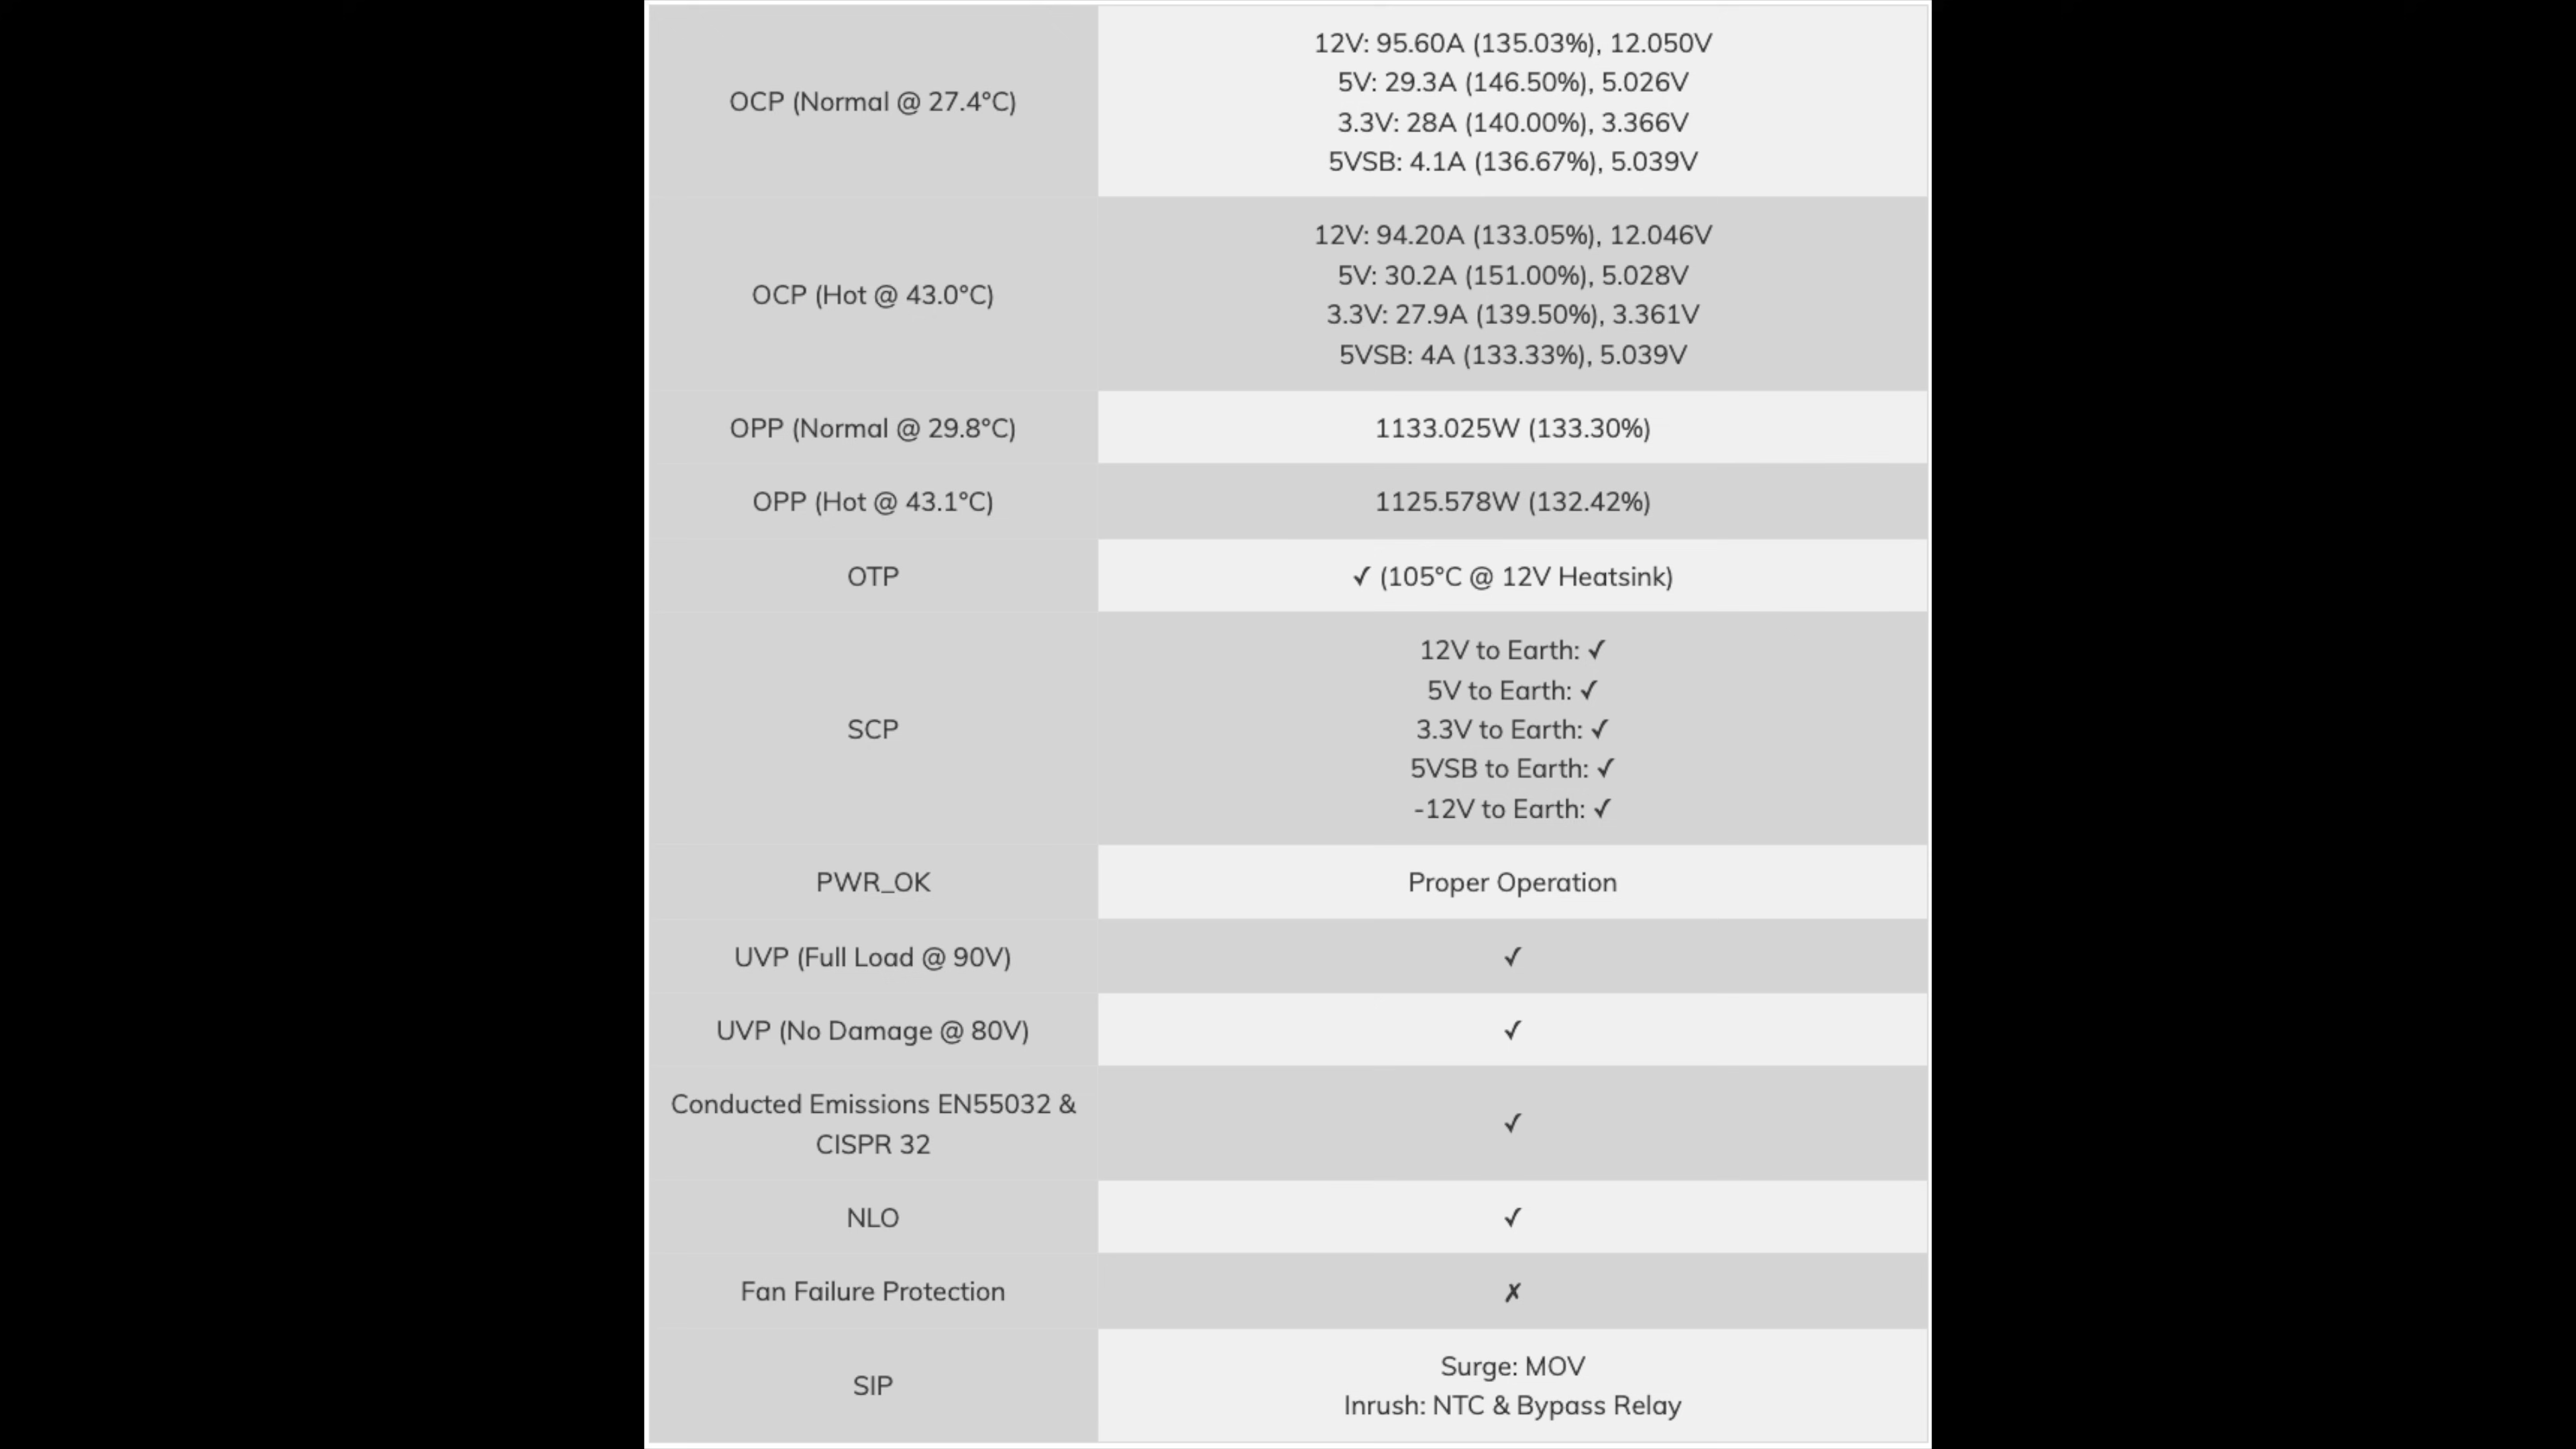 OCP (Normal @ 27.4°C)
12V: 95.60A (135.03%), 12.050V
5V: 29.3A (146.50%), 5.026V
3.3V: 28A (140.00%), 3.366V
5VSB: 4.1A (136.67%), 5.039V
OCP (Hot @ 43.0°C)
12V: 94.20A (133.05%), 12.046V
5V: 30.2A (151.00%), 5.028V
3.3V: 27.9A (139.50%), 3.361V
5VSB: 4A (133.33%), 5.039V
OPP (Normal @ 29.8°C)
1133.025W (133.30%)
OPP (Hot @ 43.1°C)
1125.578W (132.42%)
OTP
✓ (105°C @ 12V Heatsink)
SCP
12V to Earth: ✓
5V to Earth: ✓
3.3V to Earth: ✓
5VSB to Earth: ✓
-12V to Earth: ✓
PWR_OK
Proper Operation
UVP (Full Load @ 90V)
✓
UVP (No Damage @ 80V)
✓
Conducted Emissions EN55032 &
CISPR 32
✓
NLO
✓
Fan Failure Protection
✗
SIP
Surge: MOV
Inrush: NTC & Bypass Relay